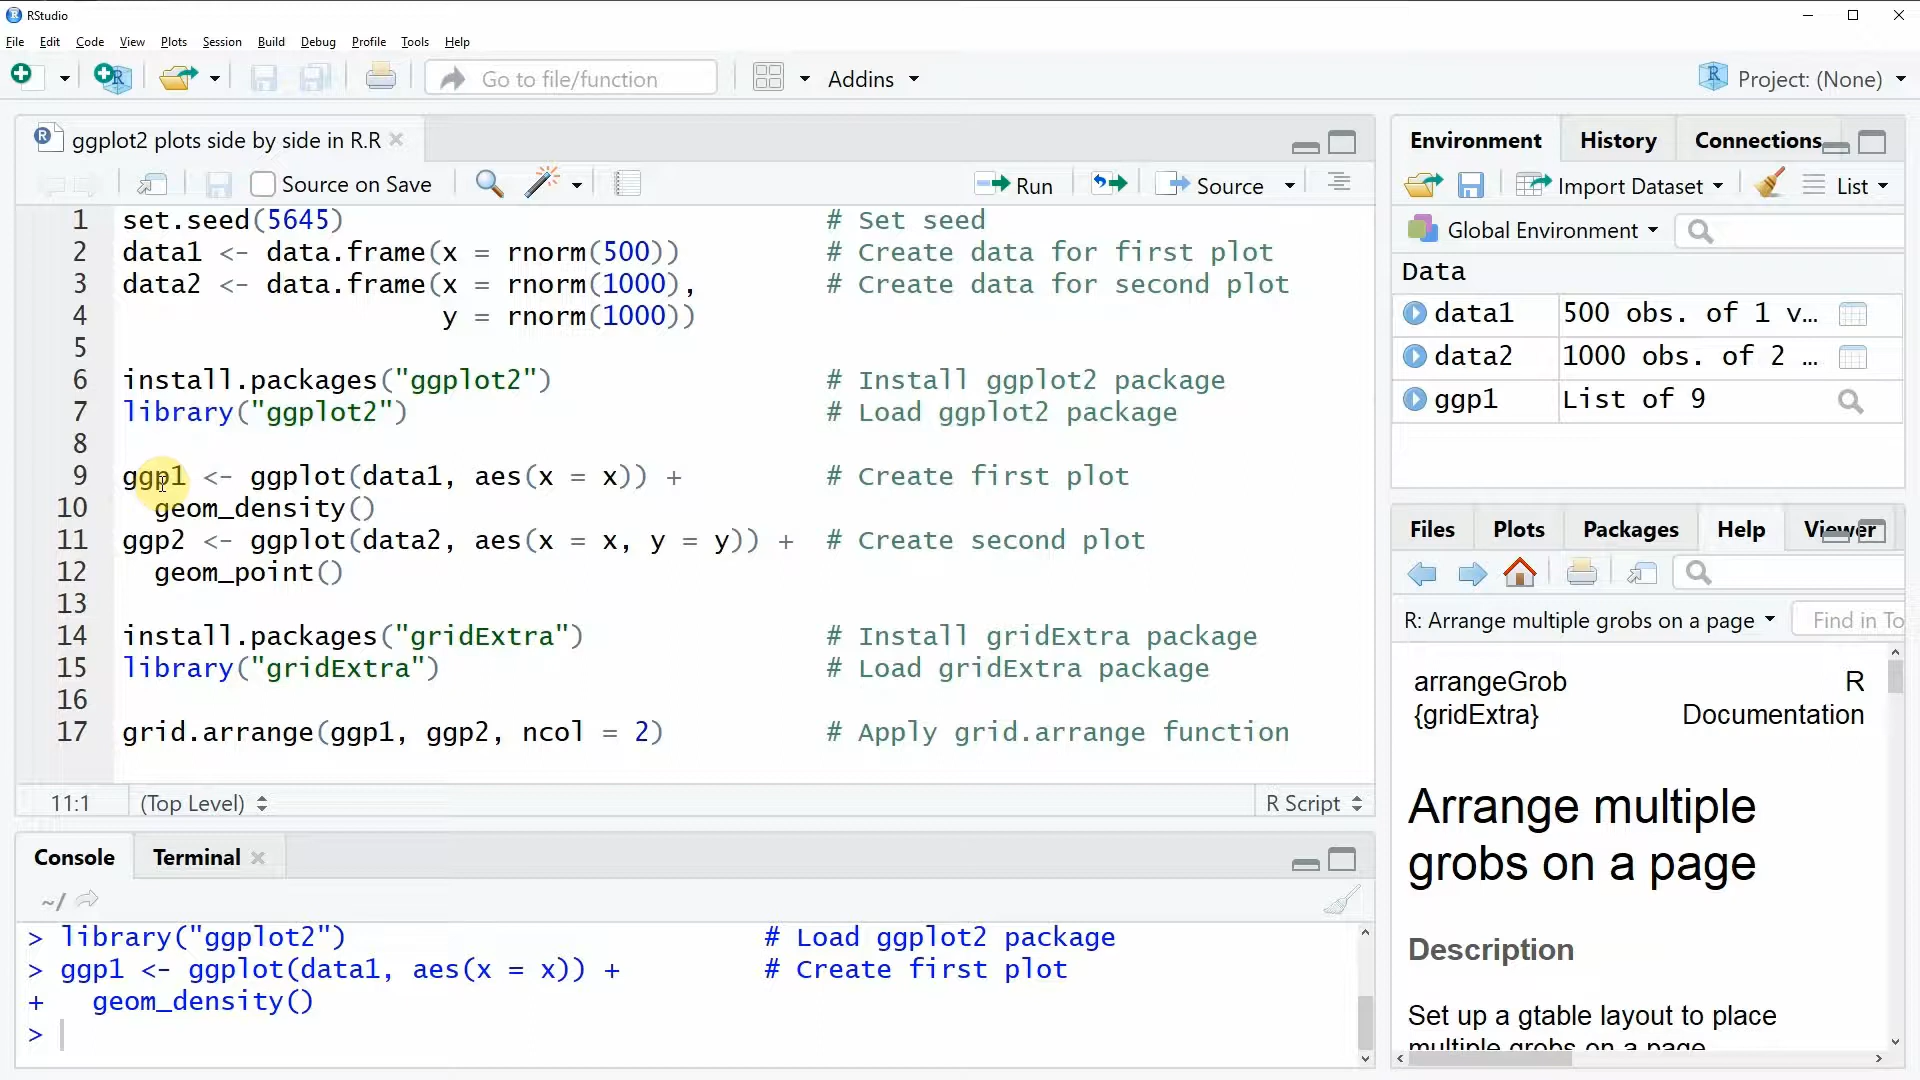 RStudio
File Edit Code View Plots Session Build Debug Profile Tools Help
Go to file/function
Addins
Project: (None)
ggplot2 plots side by side in R.R
Source on Save
Run
Source
1 set.seed(5645) # Set seed
2 data1 <- data.frame(x = rnorm(500)) # Create data for first plot
3 data2 <- data.frame(x = rnorm(1000), # Create data for second plot
4 y = rnorm(1000))
5
6 install.packages("ggplot2") # Install ggplot2 package
7 library("ggplot2") # Load ggplot2 package
8
9 ggp1 <- ggplot(data1, aes(x = x)) + # Create first plot
10 geom_density()
11 ggp2 <- ggplot(data2, aes(x = x, y = y)) + # Create second plot
12 geom_point()
13
14 install.packages("gridExtra") # Install gridExtra package
15 library("gridExtra") # Load gridExtra package
16
17 grid.arrange(ggp1, ggp2, ncol = 2) # Apply grid.arrange function
11:1 (Top Level) R Script
Console Terminal
~/
> library("ggplot2") # Load ggplot2 package
> ggp1 <- ggplot(data1, aes(x = x)) + # Create first plot
+ geom_density()
>
Environment History Connections
Import Dataset List
Global Environment
Data
data1 500 obs. of 1 v…
data2 1000 obs. of 2 …
ggp1 List of 9
Files Plots Packages Help Viewer
R: Arrange multiple grobs on a page Find in To
arrangeGrob R
{gridExtra} Documentation
Arrange multiple
grobs on a page
Description
Set up a gtable layout to place
multiple grobs on a page